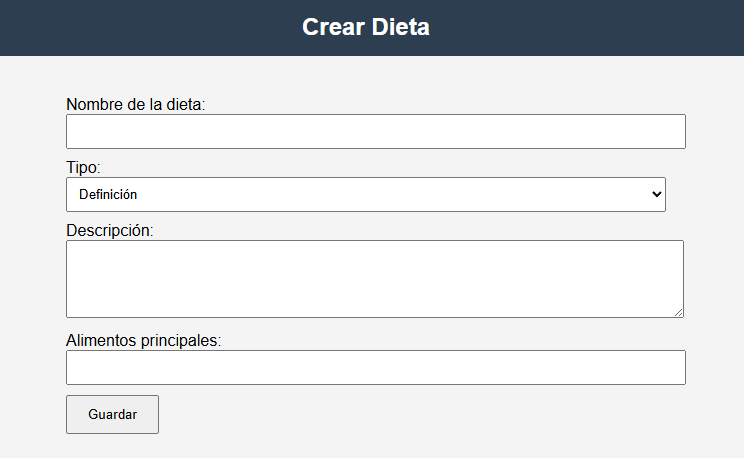 Crear Dieta
Nombre de la dieta:
Tipo:
Definición
Descripción:
Alimentos principales:
Guardar